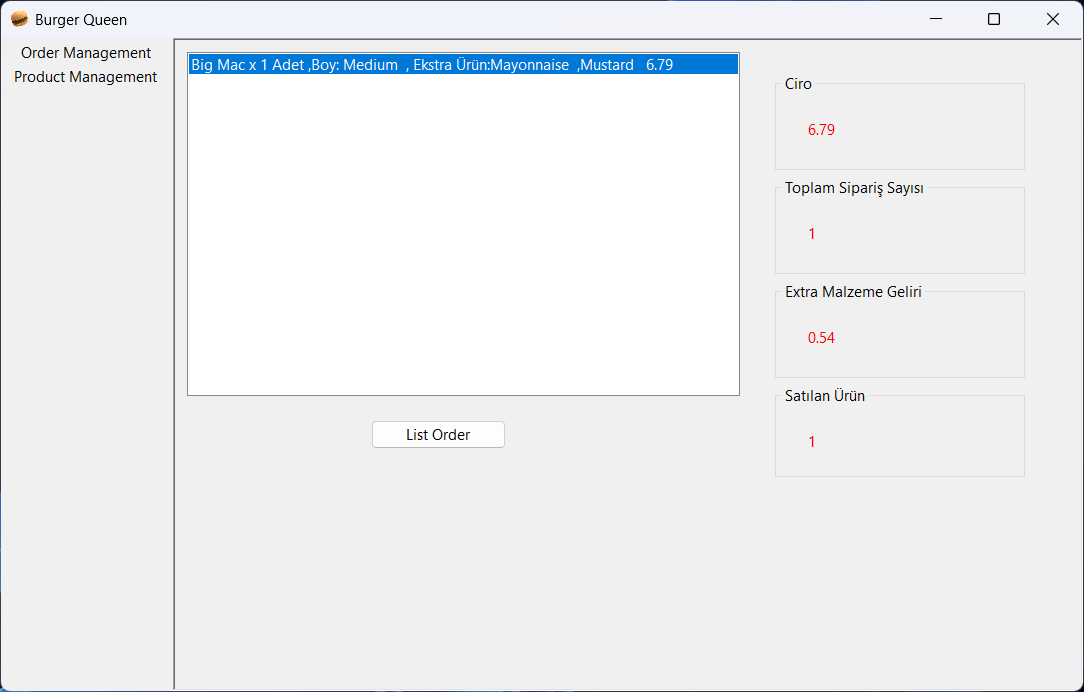 Burger Queen
Order Management
Product Management
Big Mac x 1 Adet ,Boy: Medium  , Ekstra Ürün:Mayonnaise  ,Mustard   6.79
Ciro
6.79
Toplam Sipariş Sayısı
1
Extra Malzeme Geliri
0.54
Satılan Ürün
1
List Order